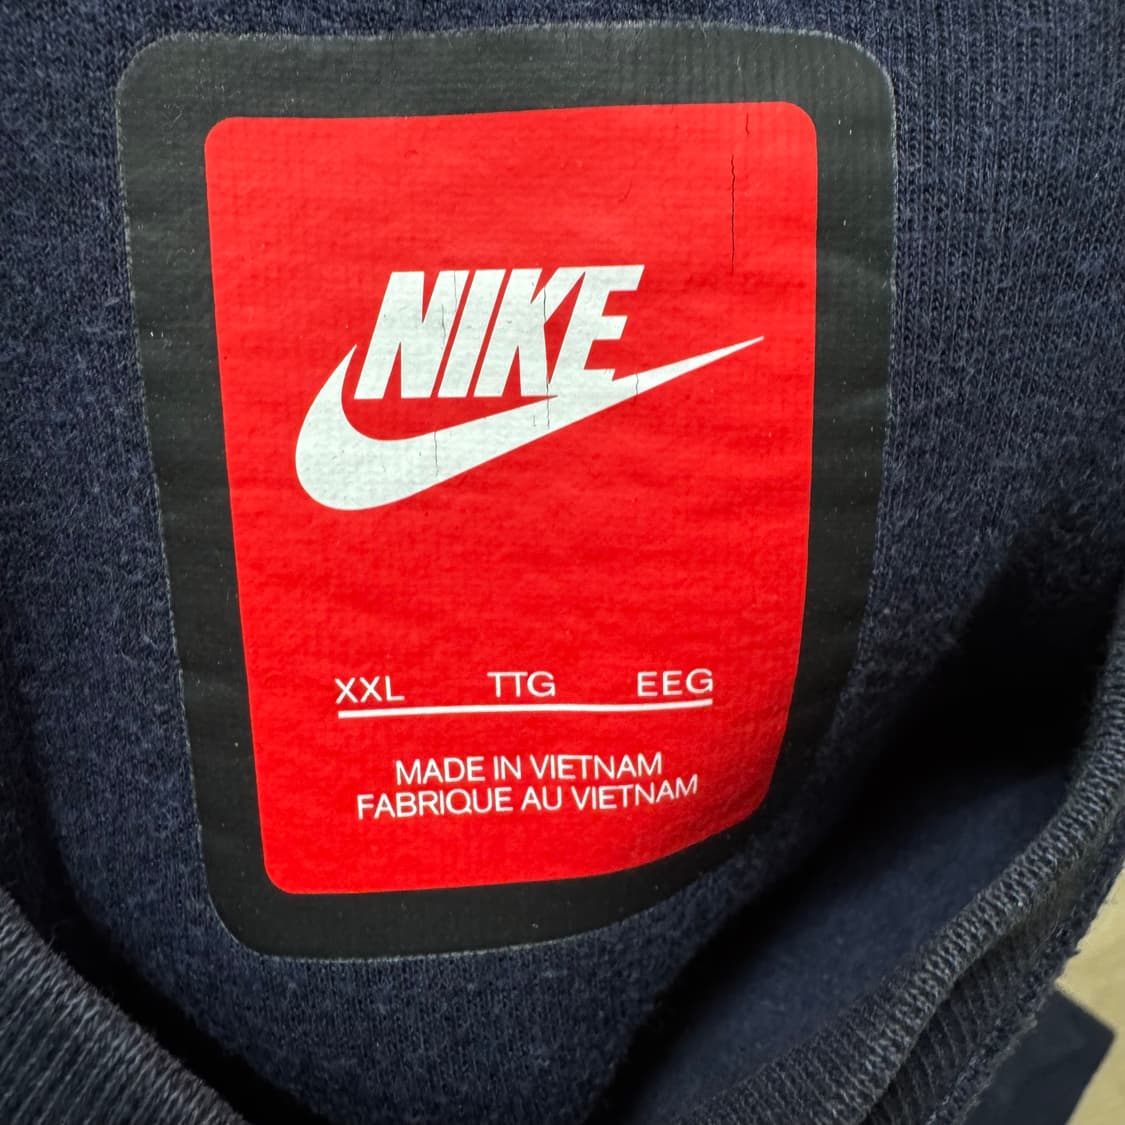 NIKE
XXL TTG EEG
MADE IN VIETNAM
FABRIQUE AU VIETNAM